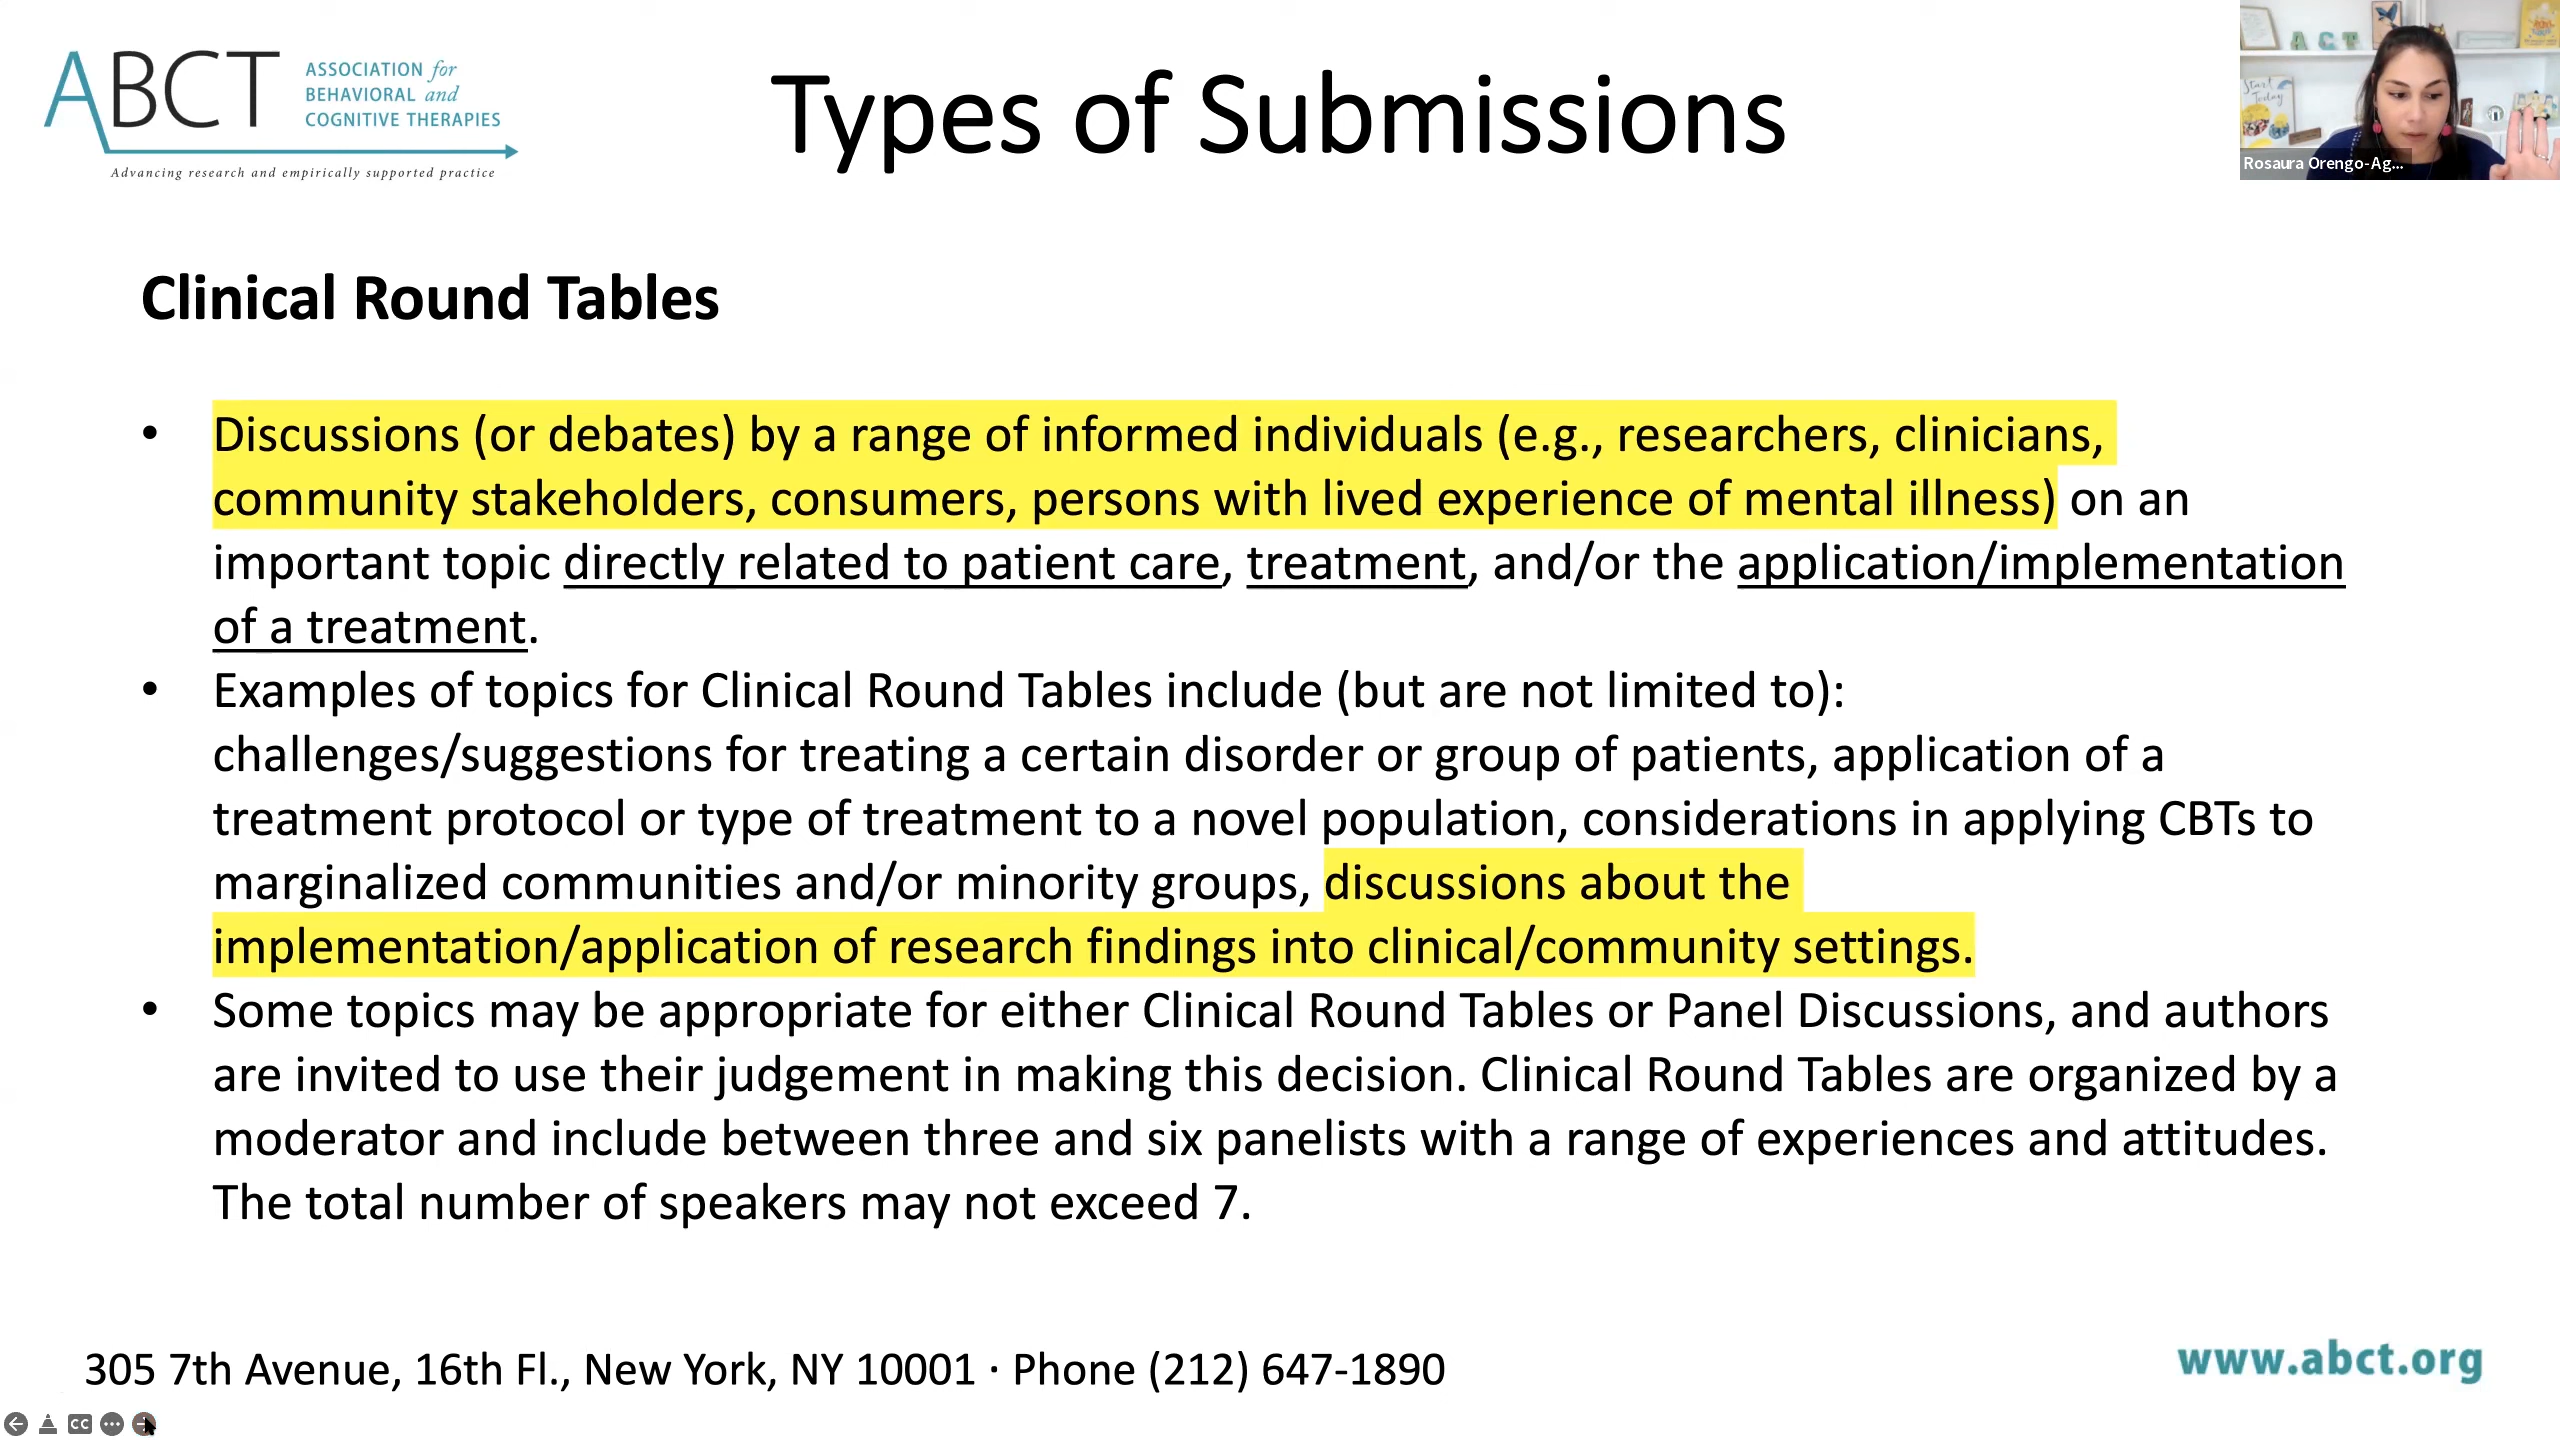 ABCT
ASSOCIATION for
BEHAVIORAL and
COGNITIVE THERAPIES
Advancing research and empirically supported practice
Types of Submissions
ABCT
Start
Today
Rosaura Orengo-Ag...
Clinical Round Tables
• Discussions (or debates) by a range of informed individuals (e.g., researchers, clinicians,
community stakeholders, consumers, persons with lived experience of mental illness) on an
important topic directly related to patient care, treatment, and/or the application/implementation
of a treatment.
• Examples of topics for Clinical Round Tables include (but are not limited to):
challenges/suggestions for treating a certain disorder or group of patients, application of a
treatment protocol or type of treatment to a novel population, considerations in applying CBTs to
marginalized communities and/or minority groups, discussions about the
implementation/application of research findings into clinical/community settings.
• Some topics may be appropriate for either Clinical Round Tables or Panel Discussions, and authors
are invited to use their judgement in making this decision. Clinical Round Tables are organized by a
moderator and include between three and six panelists with a range of experiences and attitudes.
The total number of speakers may not exceed 7.
305 7th Avenue, 16th Fl., New York, NY 10001 · Phone (212) 647-1890
www.abct.org
CC